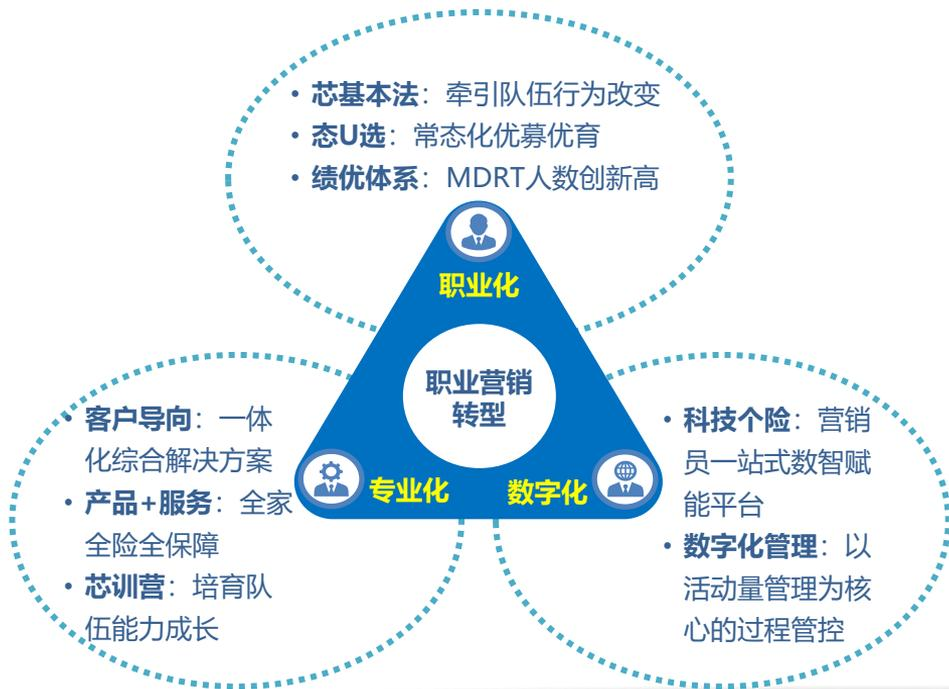 • 芯基本法：牵引队伍行为改变
• 态U选：常态化优募优育
• 绩优体系：MDRT人数创新高
职业化
职业营销
转型
专业化
数字化
• 客户导向：一体
化综合解决方案
• 产品+服务：全家
全险全保障
• 芯训营：培育队
伍能力成长
• 科技个险：营销
员一站式数智赋
能平台
• 数字化管理：以
活动量管理为核
心的过程管控